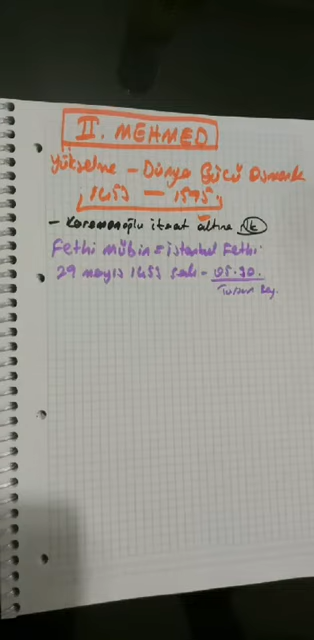 II. MEHMED
Yükselme - Dünya Gücü Osmanlı
1453 - 1595
- Karamanoğlu itaat altına
Fethi Mübin = İstanbul Fethi.
29 mayıs 1453 Salı - 05.30.
Tursun Bey.